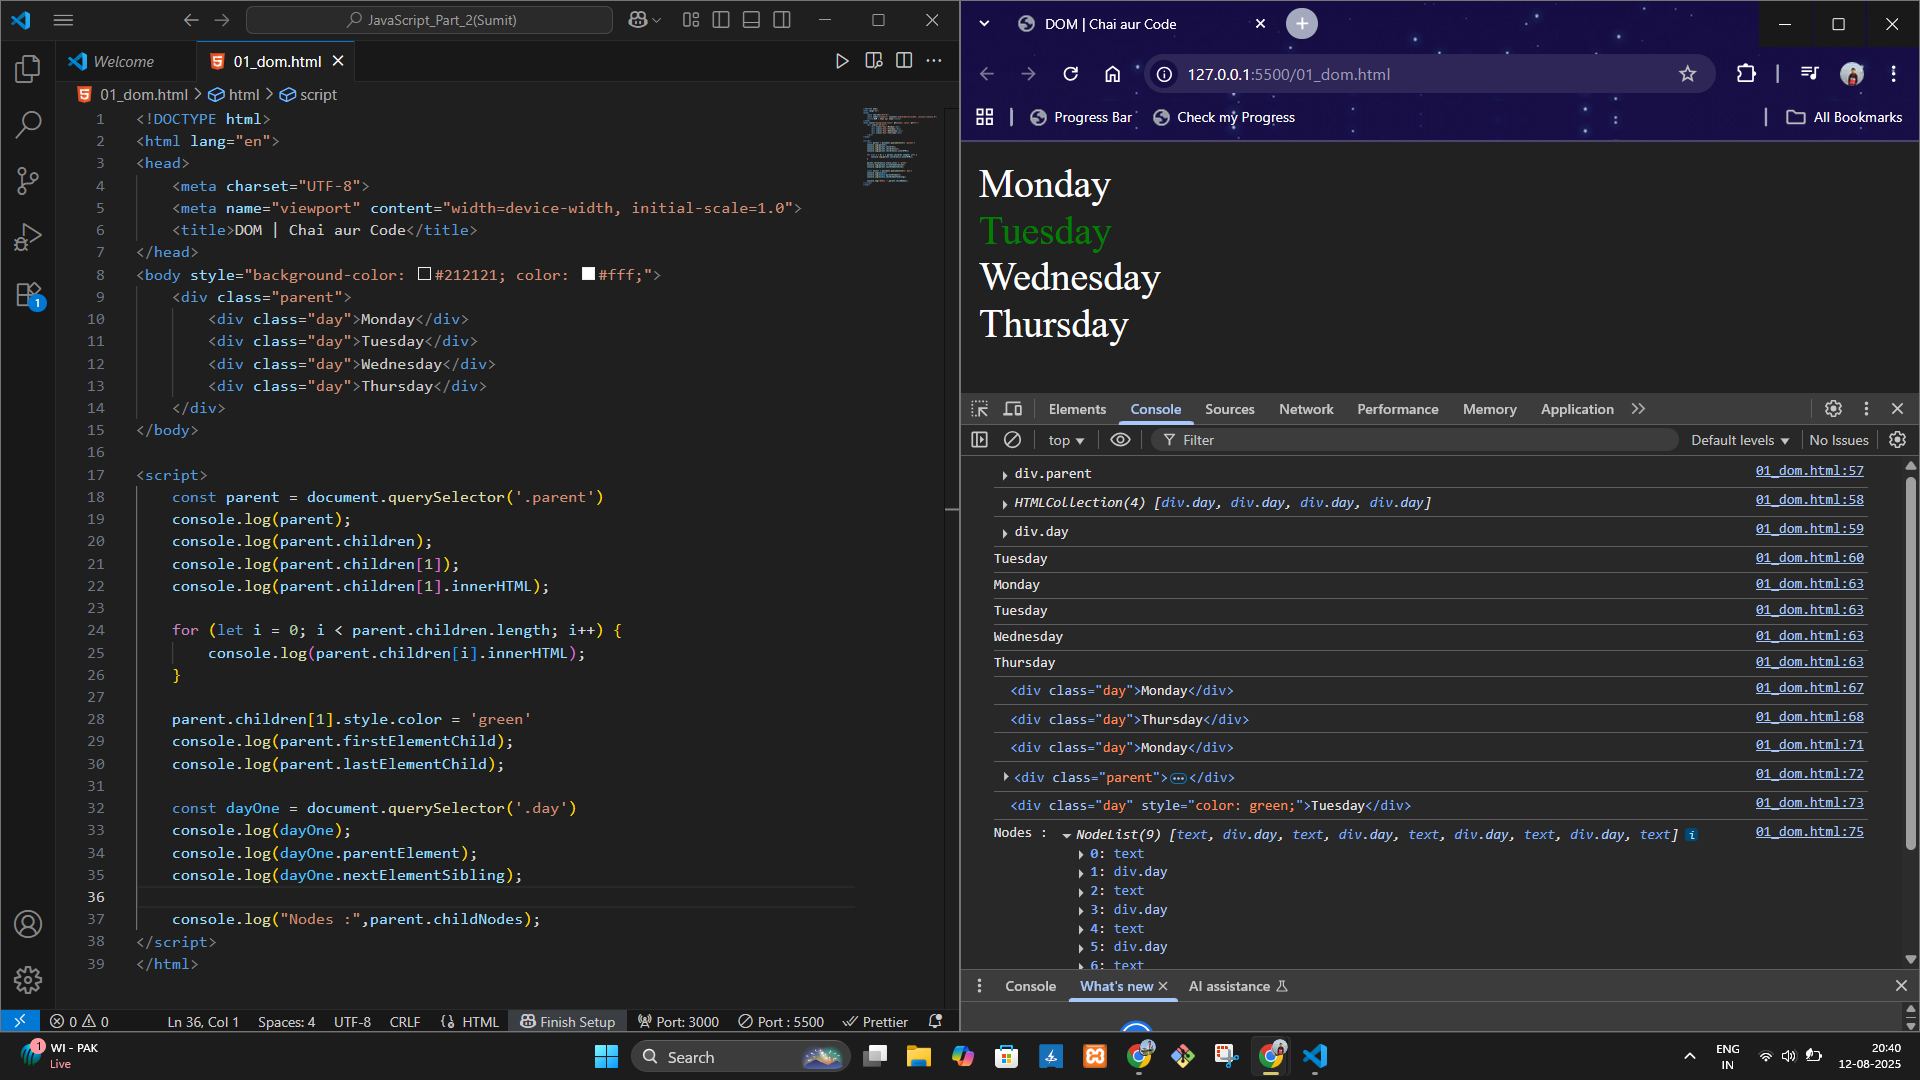 JavaScript_Part_2(Sumit)
Welcome
01_dom.html
01_dom.html > html > script
1 <!DOCTYPE html>
2 <html lang="en">
3 <head>
4 <meta charset="UTF-8">
5 <meta name="viewport" content="width=device-width, initial-scale=1.0">
6 <title>DOM | Chai aur Code</title>
7 </head>
8 <body style="background-color: #212121; color: #fff;">
9 <div class="parent">
10 <div class="day">Monday</div>
11 <div class="day">Tuesday</div>
12 <div class="day">Wednesday</div>
13 <div class="day">Thursday</div>
14 </div>
15 </body>
16
17 <script>
18 const parent = document.querySelector('.parent')
19 console.log(parent);
20 console.log(parent.children);
21 console.log(parent.children[1]);
22 console.log(parent.children[1].innerHTML);
23
24 for (let i = 0; i < parent.children.length; i++) {
25 console.log(parent.children[i].innerHTML);
26 }
27
28 parent.children[1].style.color = 'green'
29 console.log(parent.firstElementChild);
30 console.log(parent.lastElementChild);
31
32 const dayOne = document.querySelector('.day')
33 console.log(dayOne);
34 console.log(dayOne.parentElement);
35 console.log(dayOne.nextElementSibling);
36
37 console.log("Nodes :",parent.childNodes);
38 </script>
39 </html>
1
0 0 Ln 36, Col 1 Spaces: 4 UTF-8 CRLF {} HTML Finish Setup Port: 3000 Port : 5500 Prettier
DOM | Chai aur Code
127.0.0.1:5500/01_dom.html
Progress Bar Check my Progress All Bookmarks
Monday
Tuesday
Wednesday
Thursday
Elements Console Sources Network Performance Memory Application
top Filter Default levels No Issues
div.parent 01_dom.html:57
HTMLCollection(4) [div.day, div.day, div.day, div.day] 01_dom.html:58
div.day 01_dom.html:59
Tuesday 01_dom.html:60
Monday 01_dom.html:63
Tuesday 01_dom.html:63
Wednesday 01_dom.html:63
Thursday 01_dom.html:63
<div class="day">Monday</div> 01_dom.html:67
<div class="day">Thursday</div> 01_dom.html:68
<div class="day">Monday</div> 01_dom.html:71
<div class="parent">…</div> 01_dom.html:72
<div class="day" style="color: green;">Tuesday</div> 01_dom.html:73
Nodes : NodeList(9) [text, div.day, text, div.day, text, div.day, text, div.day, text] i 01_dom.html:75
0: text
1: div.day
2: text
3: div.day
4: text
5: div.day
6: text
Console What's new AI assistance
1 WI - PAK
Live
Search
ENG
IN
20:40
12-08-2025